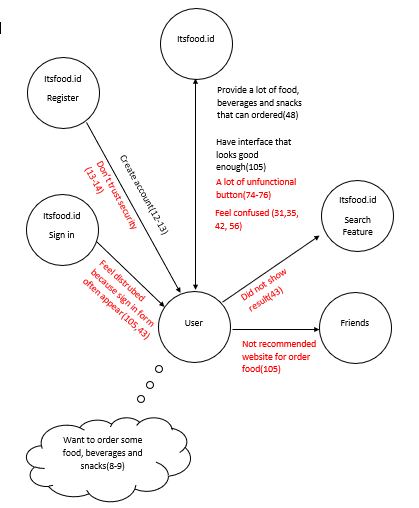 Itsfood.id
Itsfood.id
Register
Provide a lot of food,
beverages and snacks
that can ordered(48)
Have interface that
looks good
enough(105)
A lot of unfunctional
button(74-76)
Feel confused (31,35,
42, 56)
Create account(12-13)
Don't trust security
(13-14)
Itsfood.id
Sign in
Itsfood.id
Search
Feature
Feel distrubed
because sign in form
often appear(105,43)
Did not show
result(43)
User
Friends
Not recommended
website for order
food(105)
Want to order some
food, beverages and
snacks(8-9)